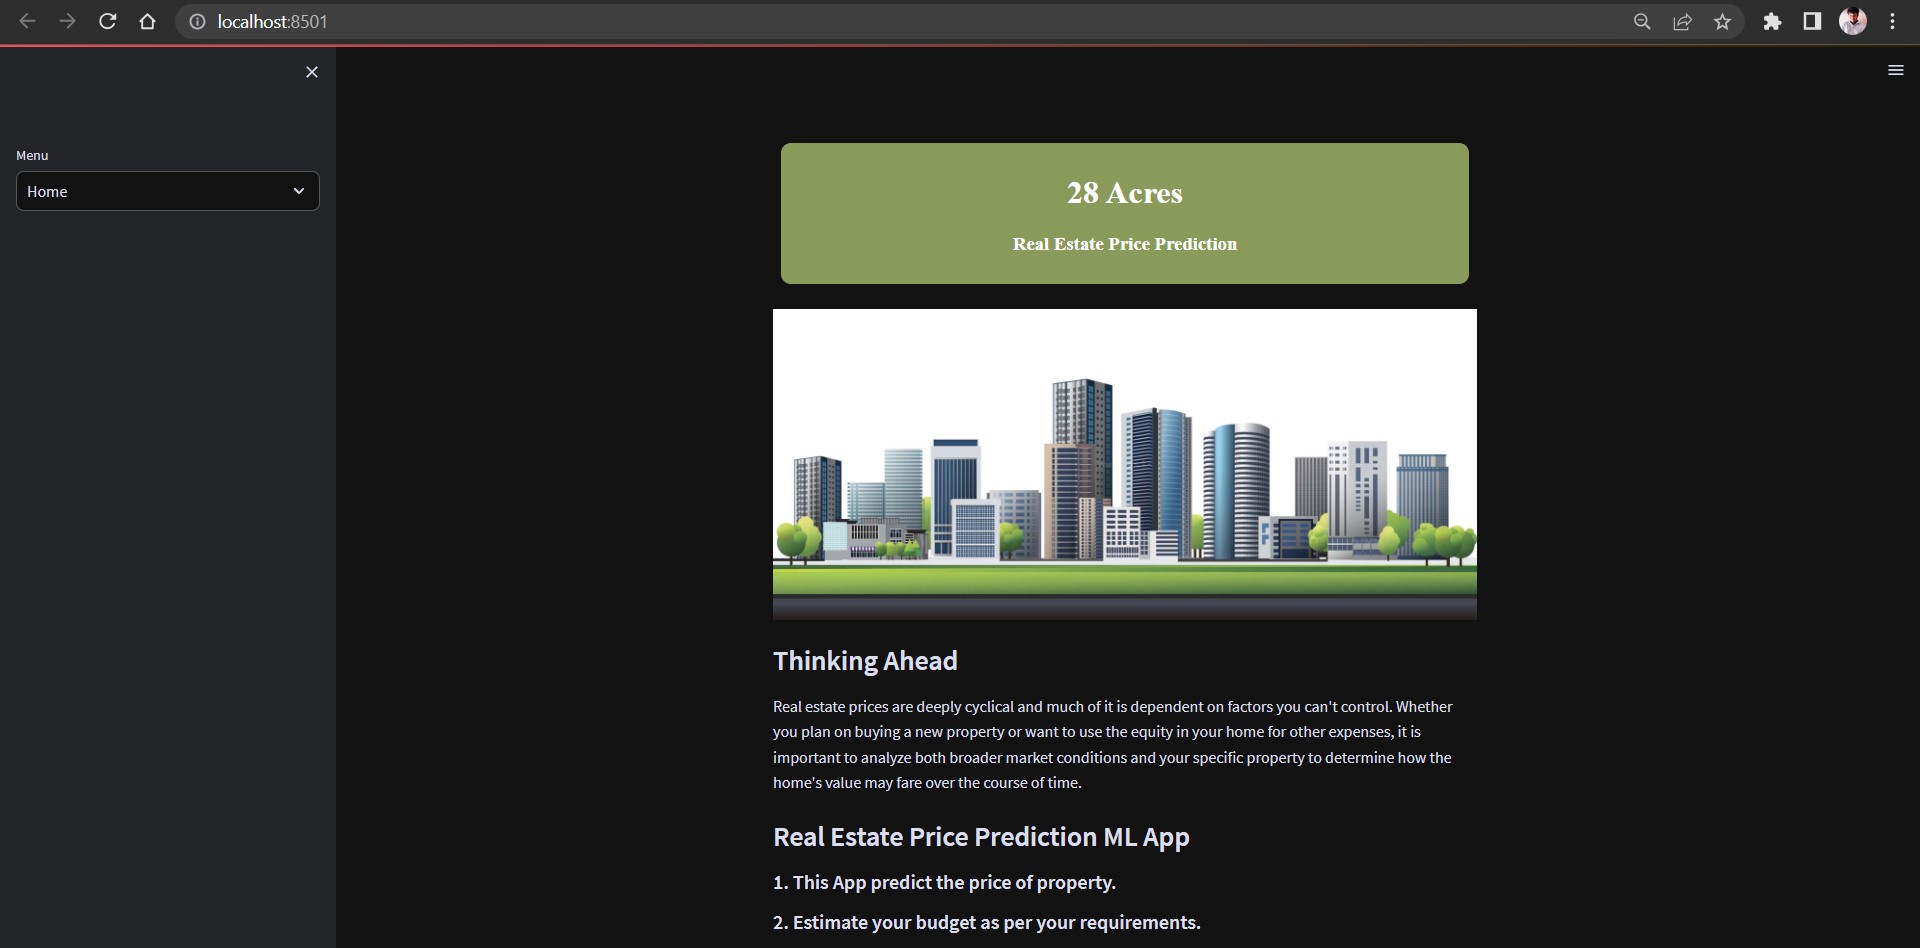 localhost:8501
Menu
Home
28 Acres
Real Estate Price Prediction
Thinking Ahead
Real estate prices are deeply cyclical and much of it is dependent on factors you can't control. Whether
you plan on buying a new property or want to use the equity in your home for other expenses, it is
important to analyze both broader market conditions and your specific property to determine how the
home's value may fare over the course of time.
Real Estate Price Prediction ML App
1. This App predict the price of property.
2. Estimate your budget as per your requirements.